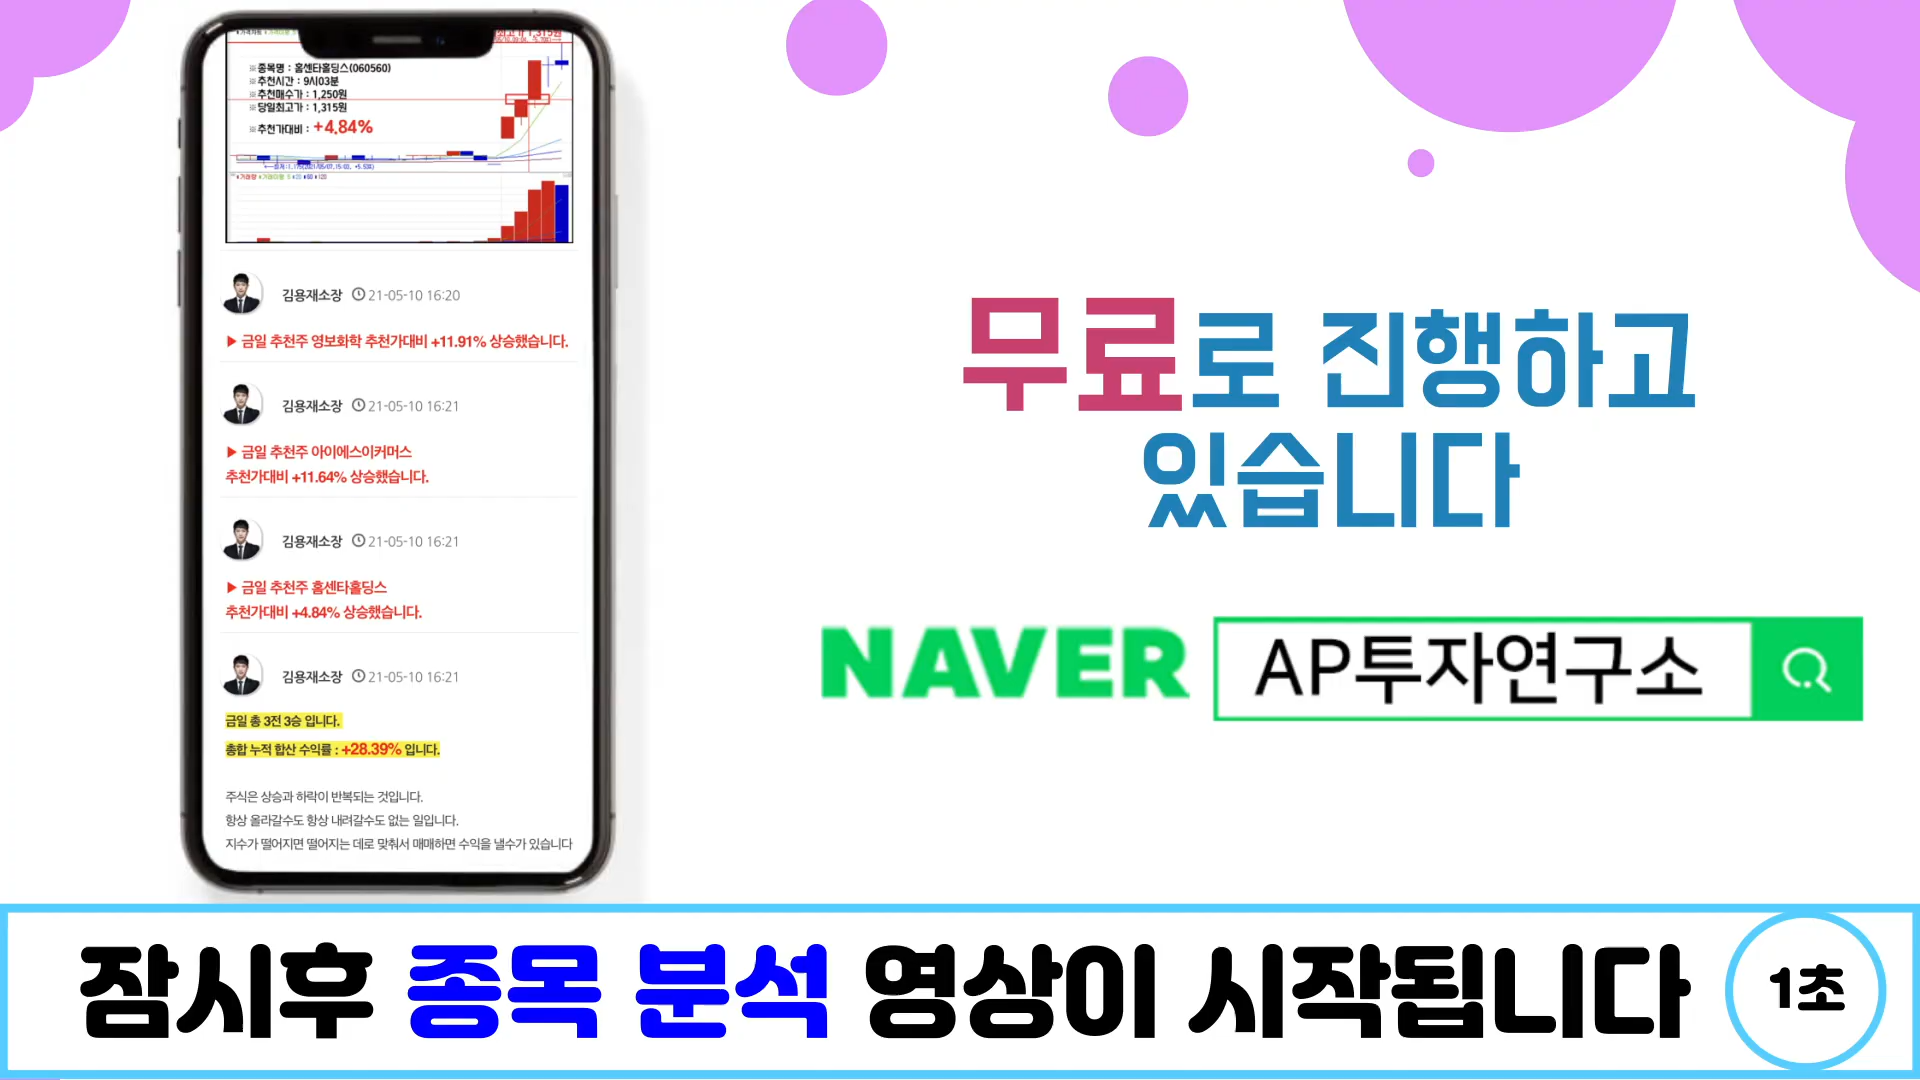 ※종목명 : 홈센타홀딩스(060560)
※추천시간 : 9시03분
※추천매수가 : 1,250원
※당일최고가 : 1,315원
※추천가대비 : +4.84%
김용재소장 21-05-10 16:20
▶ 금일 추천주 영보화학 추천가대비 +11.91% 상승했습니다.
김용재소장 21-05-10 16:21
▶ 금일 추천주 아이에스이커머스
추천가대비 +11.64% 상승했습니다.
김용재소장 21-05-10 16:21
▶ 금일 추천주 홈센타홀딩스
추천가대비 +4.84% 상승했습니다.
김용재소장 21-05-10 16:21
금일 총 3전 3승 입니다.
총합 누적 합산 수익률 : +28.39% 입니다.
주식은 상승과 하락이 반복되는 것입니다.
항상 올라갈수도 항상 내려갈수도 없는 일입니다.
지수가 떨어지면 떨어지는 데로 맞춰서 매매하면 수익을 낼수가 있습니다
무료로 진행하고
있습니다
NAVER AP투자연구소
잠시후 종목 분석 영상이 시작됩니다 1초